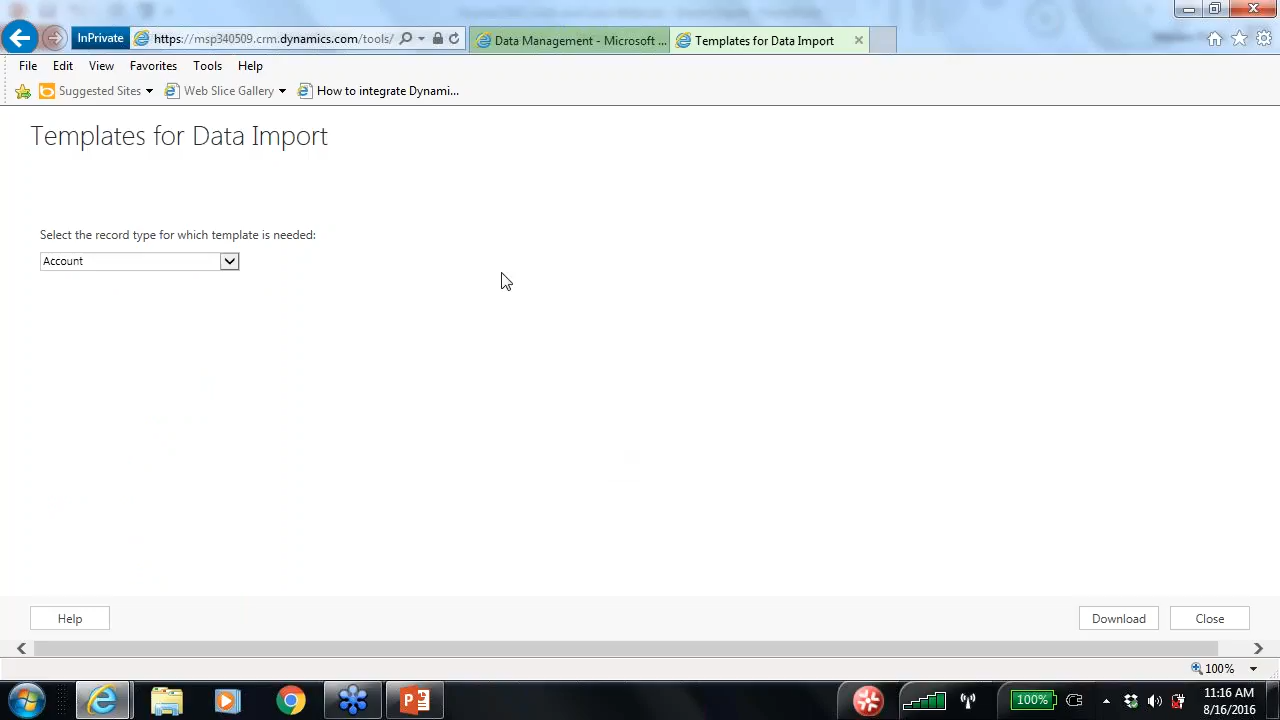 InPrivate
https://msp340509.crm.dynamics.com/tools/
Data Management - Microsoft ...
Templates for Data Import
File
Edit
View
Favorites
Tools
Help
Suggested Sites
Web Slice Gallery
How to integrate Dynami...
Templates for Data Import
Select the record type for which template is needed:
Account
Help
Download
Close
100%
100%
11:16 AM
8/16/2016